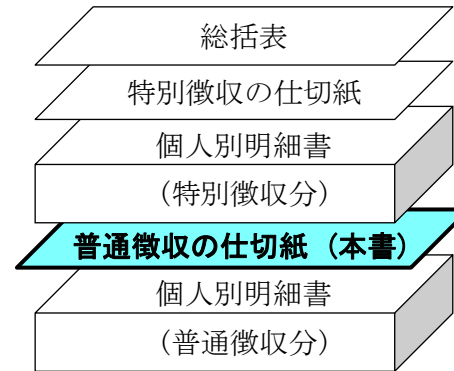 総括表
特別徴収の仕切紙
個人別明細書
（特別徴収分）
普通徴収の仕切紙（本書）
個人別明細書
（普通徴収分）